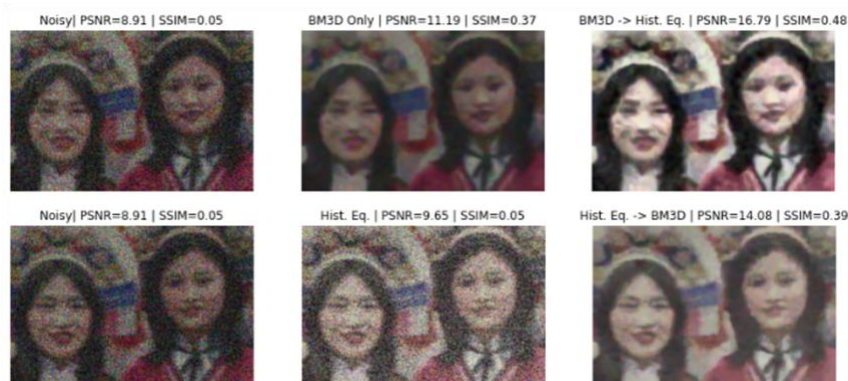 Noisy| PSNR=8.91 | SSIM=0.05
BM3D Only | PSNR=11.19 | SSIM=0.37
BM3D -> Hist. Eq. | PSNR=16.79 | SSIM=0.48
Noisy| PSNR=8.91 | SSIM=0.05
Hist. Eq. | PSNR=9.65 | SSIM=0.05
Hist. Eq. -> BM3D | PSNR=14.08 | SSIM=0.39